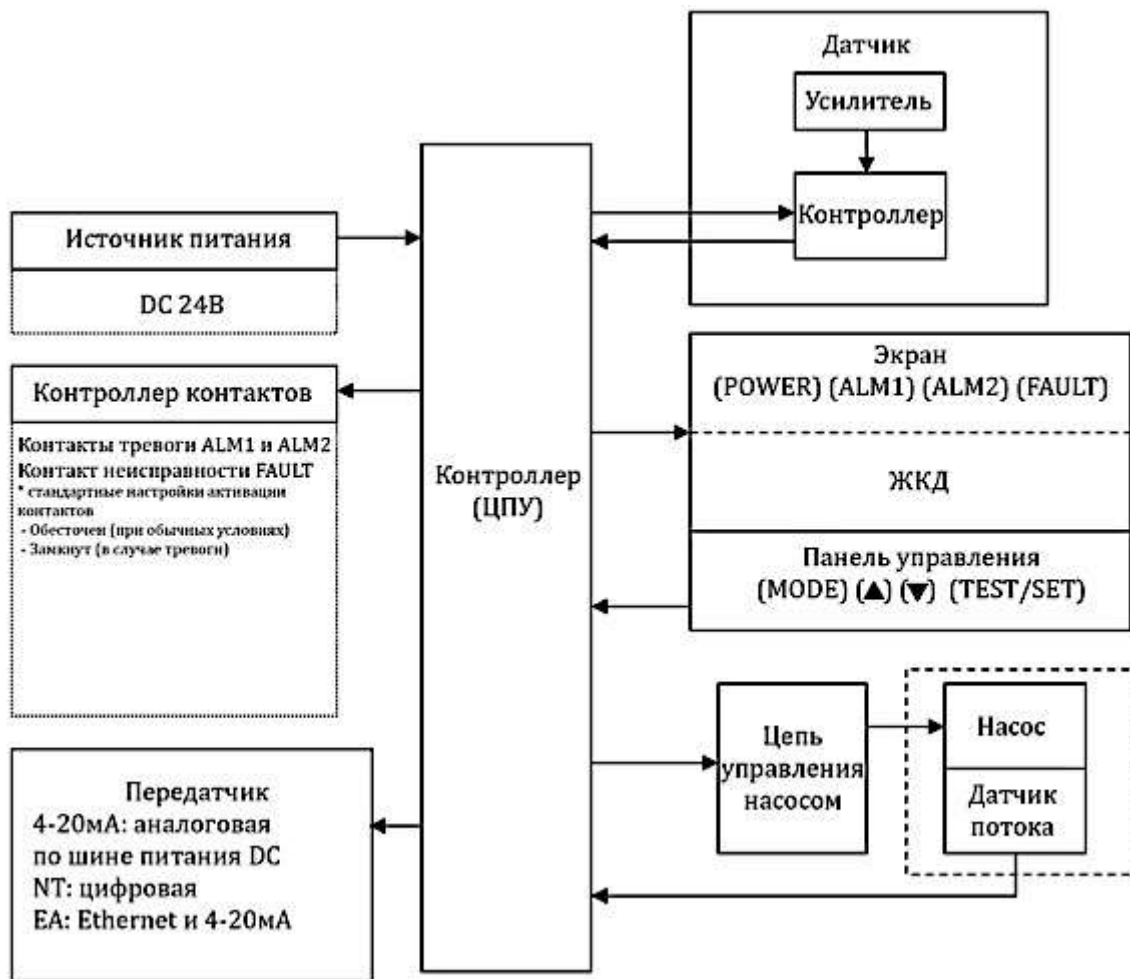 Датчик
Усилитель
Контроллер
Источник питания
DC 24В
Контроллер контактов
Контакты тревоги ALM1 и ALM2
Контакт неисправности FAULT
* стандартные настройки активации
контактов
- Обесточен (при обычных условиях)
- Замкнут (в случае тревоги)
Передатчик
4-20мА: аналоговая
по шине питания DC
NT: цифровая
EA: Ethernet и 4-20мА
Контроллер
(ЦПУ)
Экран
(POWER) (ALM1) (ALM2) (FAULT)
ЖКД
Панель управления
(MODE) (▲) (▼) (TEST/SET)
Цепь
управления
насосом
Насос
Датчик
потока